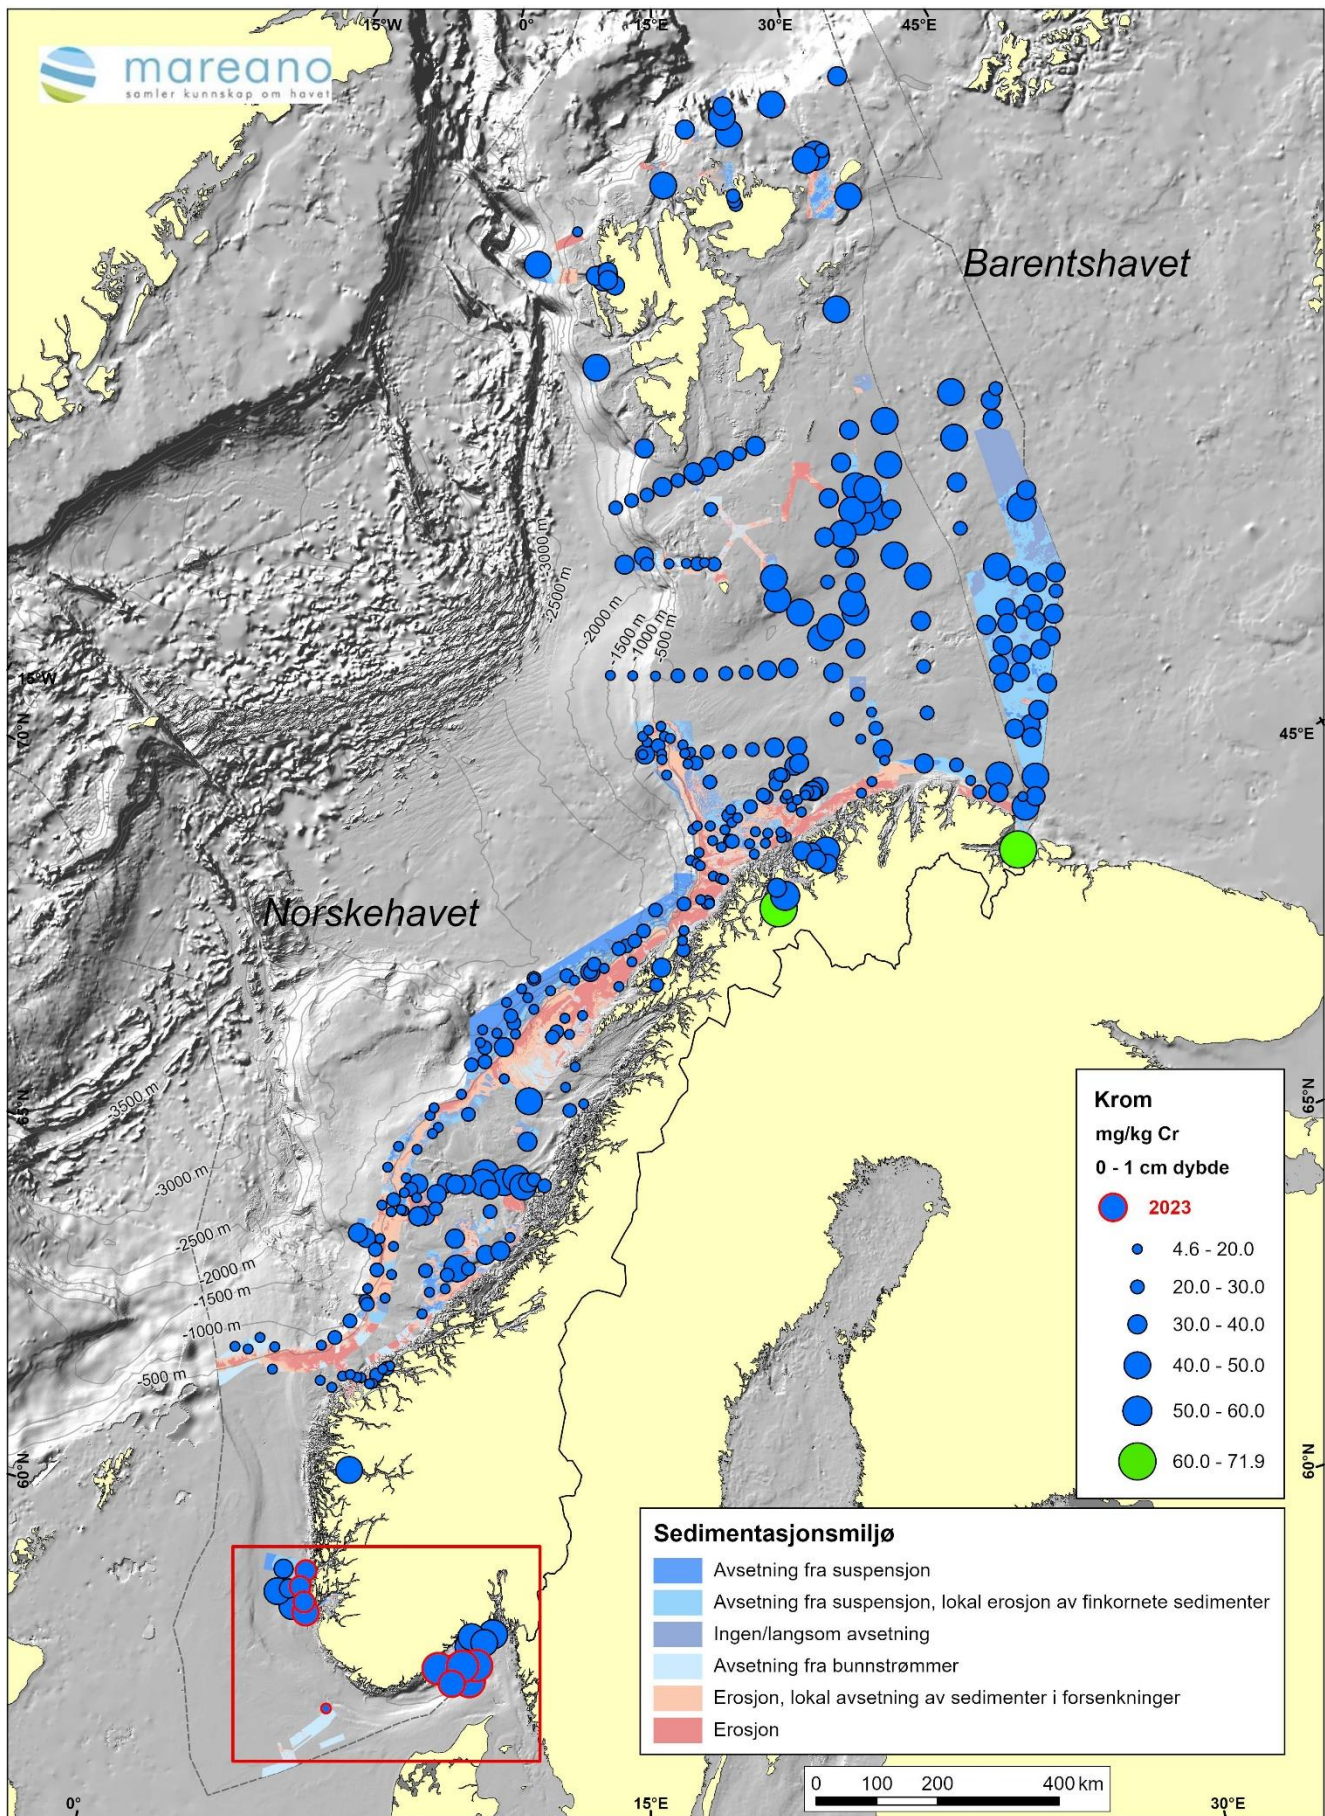 15°W
0°
15°E
30°E
45°E
mareano
samler kunnskap om havet
Barentshavet
-3000 m
-2500 m
-2000 m
-1500 m
-1000 m
-500 m
15°W
70°N
45°E
Norskehavet
-3500 m
65°N
65°N
-3000 m
-2500 m
-2000 m
-1500 m
-1000 m
-500 m
60°N
60°N
Krom
mg/kg Cr
0 - 1 cm dybde
2023
4.6 - 20.0
20.0 - 30.0
30.0 - 40.0
40.0 - 50.0
50.0 - 60.0
60.0 - 71.9
Sedimentasjonsmiljø
Avsetning fra suspensjon
Avsetning fra suspensjon, lokal erosjon av finkornete sedimenter
Ingen/langsom avsetning
Avsetning fra bunnstrømmer
Erosjon, lokal avsetning av sedimenter i forsenkninger
Erosjon
0 100 200 400 km
0°
15°E
30°E